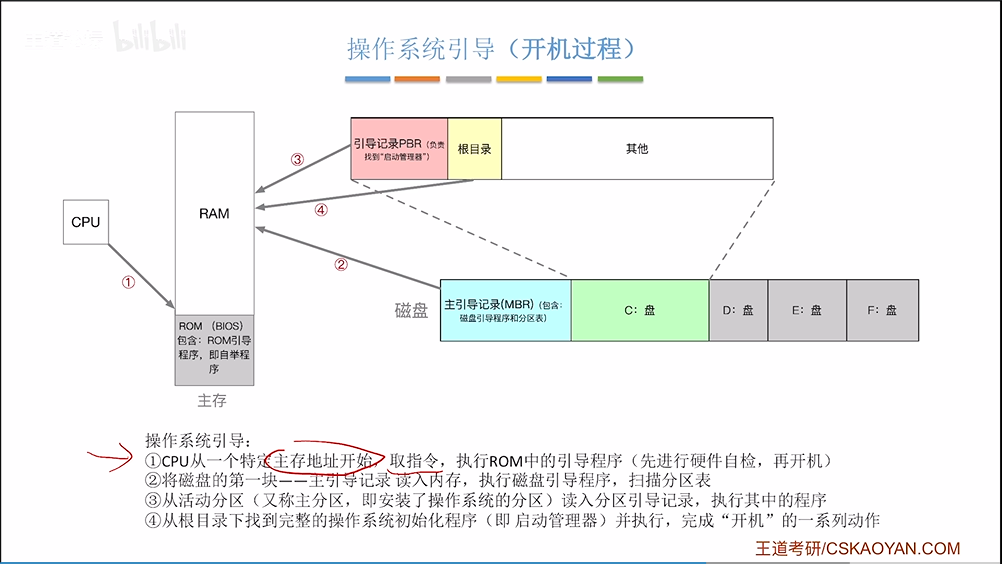 bilibili
操作系统引导（开机过程）
引导记录PBR（负责
找到“启动管理器”）
根目录
其他
③
RAM
④
CPU
②
①
主引导记录(MBR)（包含：
磁盘引导程序和分区表）
磁盘
C：盘
D：盘
E：盘
F：盘
ROM （BIOS）
包含：ROM引导
程序，即自举程
序
主存
操作系统引导：
①CPU从一个特定主存地址开始，取指令，执行ROM中的引导程序（先进行硬件自检，再开机）
②将磁盘的第一块——主引导记录 读入内存，执行磁盘引导程序，扫描分区表
③从活动分区（又称主分区，即安装了操作系统的分区）读入分区引导记录，执行其中的程序
④从根目录下找到完整的操作系统初始化程序（即 启动管理器）并执行，完成“开机”的一系列动作
王道考研/CSKAOYAN.COM